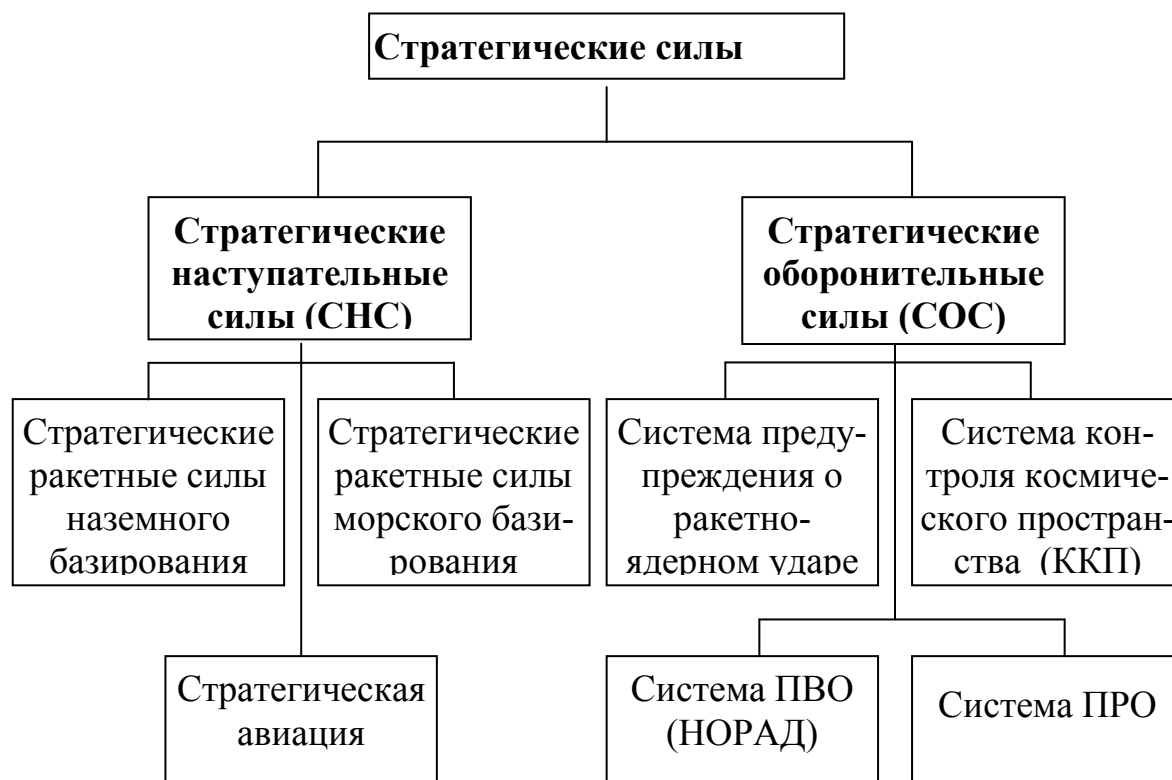 Стратегические силы
Стратегические
наступательные
силы (СНС)
Стратегические
оборонительные
силы (СОС)
Стратегические
ракетные силы
наземного
базирования
Стратегические
ракетные силы
морского бази-
рования
Система преду-
преждения о
ракетно-
ядерном ударе
Система кон-
троля космиче-
ского простран-
ства (ККП)
Стратегическая
авиация
Система ПВО
(НОРАД)
Система ПРО